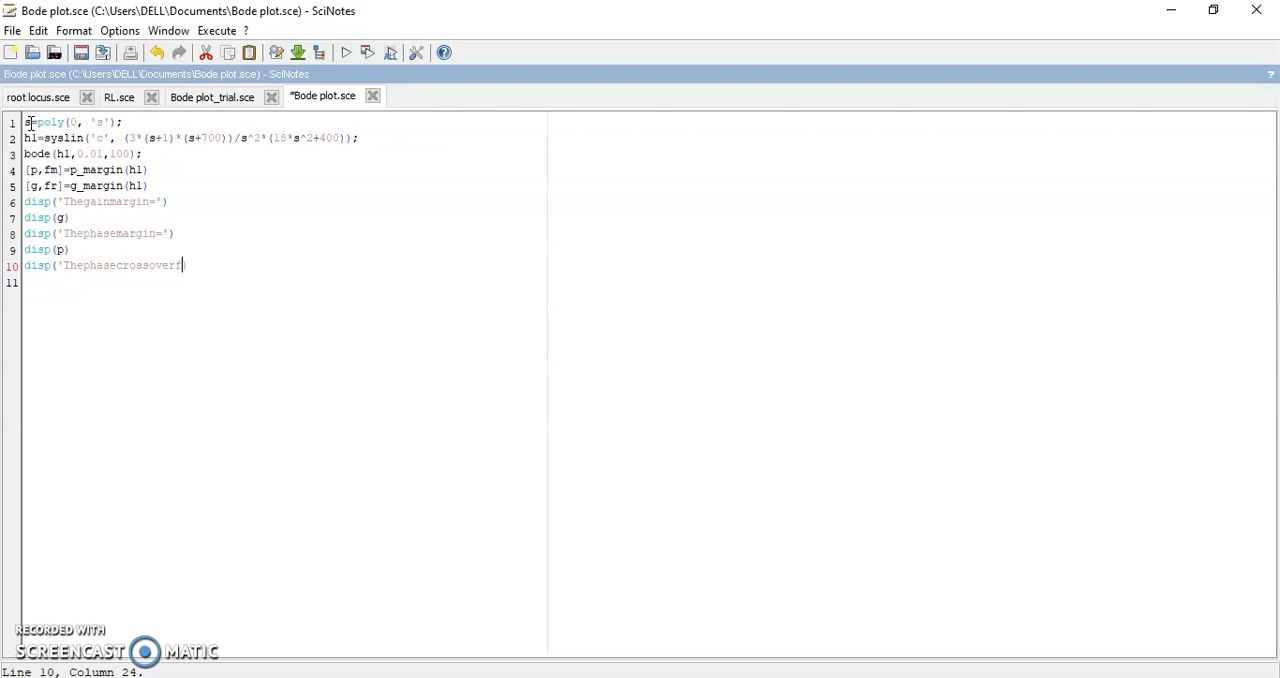 Bode plot.sce (C:\Users\DELL\Documents\Bode plot.sce) - SciNotes
File Edit Format Options Window Execute ?
Bode plot.sce (C:\Users\DELL\Documents\Bode plot.sce) - SciNotes ?
root locus.sce RL.sce Bode plot_trial.sce *Bode plot.sce
1 s=poly(0, 's');
2 h1=syslin('c', (3*(s+1)*(s+700))/s^2*(18*s^2+400));
3 bode(h1,0.01,100);
4 [p,fm]=p_margin(h1)
5 [g,fr]=g_margin(h1)
6 disp('Thegainmargin=')
7 disp(g)
8 disp('Thephasemargin=')
9 disp(p)
10 disp('Thephasecrossoverf)
11
RECORDED WITH
SCREENCAST MATIC
Line 10, Column 24.